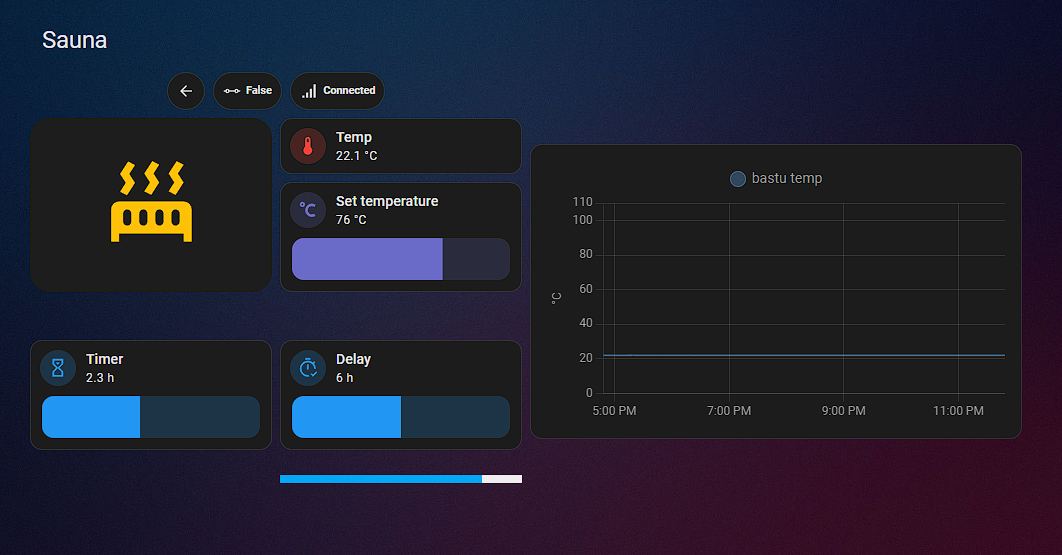 Sauna
False
Connected
Temp
22.1 °C
°C
Set temperature
76 °C
Timer
2.3 h
Delay
6 h
bastu temp
110
100
80
60
40
20
0
°C
5:00 PM 7:00 PM 9:00 PM 11:00 PM